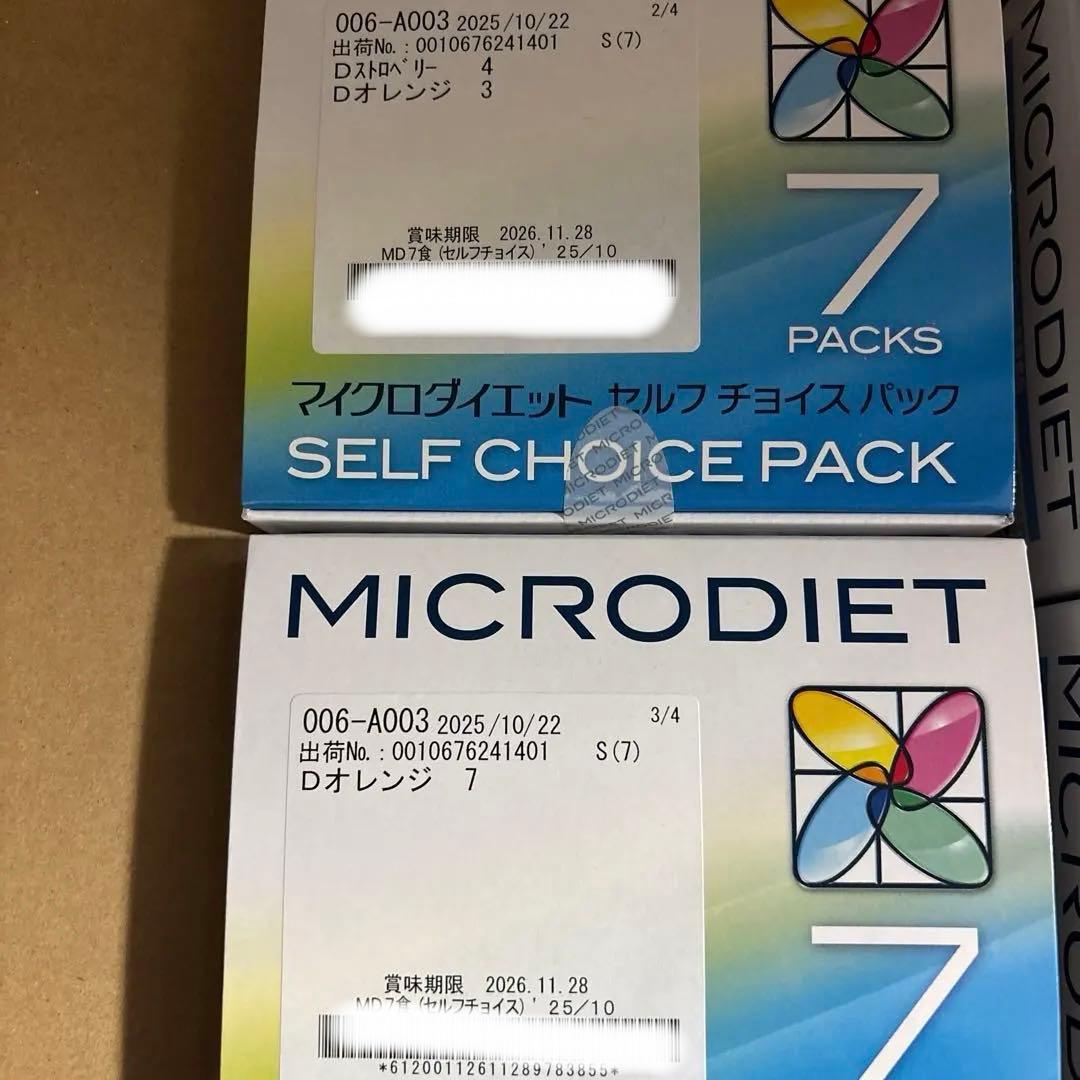 006-A003 2025/10/22 2/4
出荷No.:0010676241401 S(7)
Dｽﾄﾛﾍﾞﾘｰ 4
Dオレンジ 3
賞味期限 2026.11.28
MD7食(セルフチョイス)'25/10
7
PACKS
マイクロダイエット セルフ チョイス パック
SELF CHOICE PACK
MICRODIET
MICRODIET
006-A003 2025/10/22 3/4
出荷No.:0010676241401 S(7)
Dオレンジ 7
賞味期限 2026.11.28
MD7食(セルフチョイス)'25/10
*61200112611289783855*
7
MICRODIET